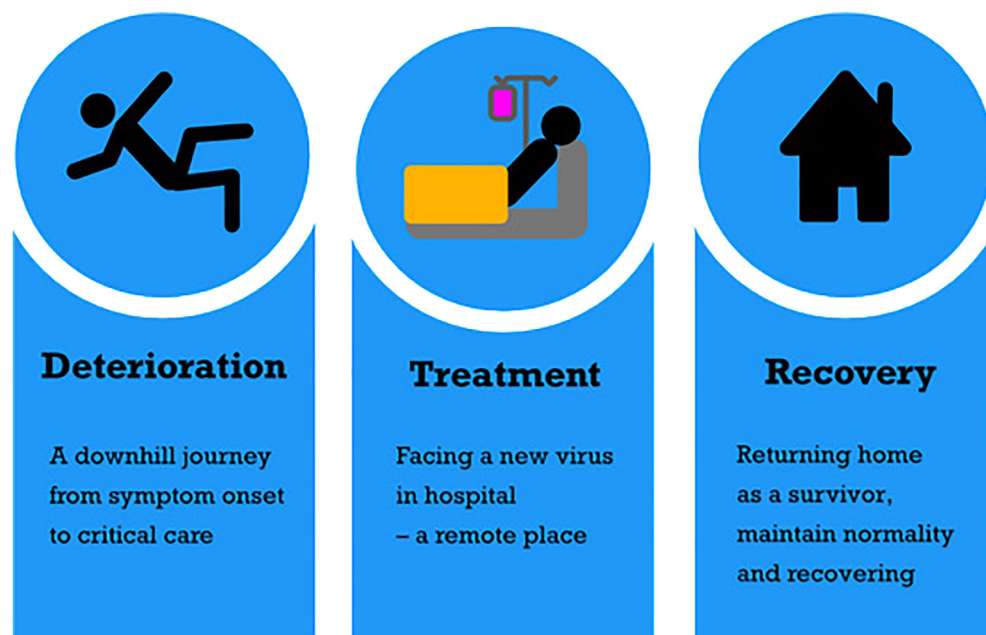 Deterioration
A downhill journey
from symptom onset
to critical care
Treatment
Facing a new virus
in hospital
– a remote place
Recovery
Returning home
as a survivor,
maintain normality
and recovering